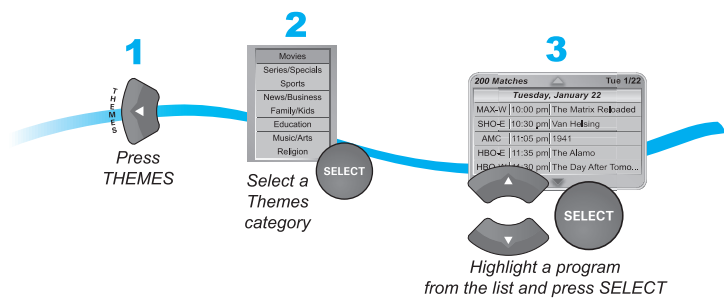 1
THEMES
Press
THEMES
2
Movies
Series/Specials
Sports
News/Business
Family/Kids
Education
Music/Arts
Religion
SELECT
Select a
Themes
category
3
200 Matches Tue 1/22
Tuesday, January 22
MAX-W 10:00 pm The Matrix Reloaded
SHO-E 10:30 pm Van Helsing
AMC 11:05 pm 1941
HBO-E 11:35 pm The Alamo
11:30 pm The Day After Tomo...
SELECT
Highlight a program
from the list and press SELECT